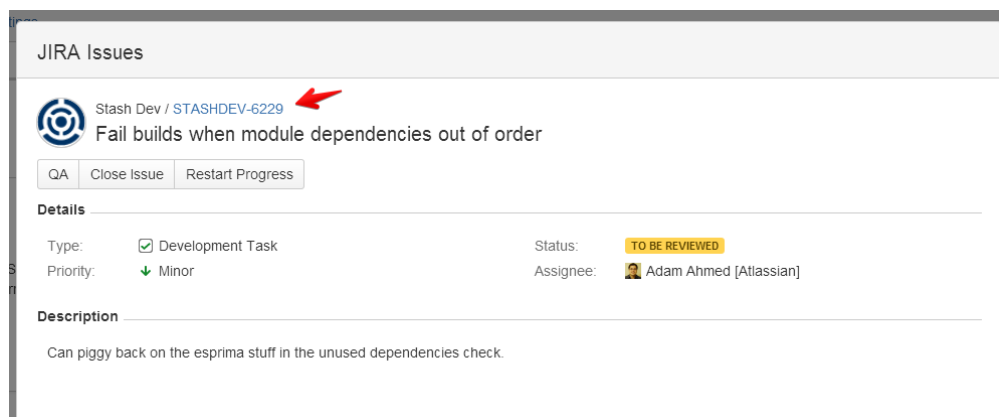 JIRA Issues
Stash Dev / STASHDEV-6229
Fail builds when module dependencies out of order
QA Close Issue Restart Progress
Details
Type: Development Task Status: TO BE REVIEWED
Priority: Minor Assignee: Adam Ahmed [Atlassian]
Description
Can piggy back on the esprima stuff in the unused dependencies check.